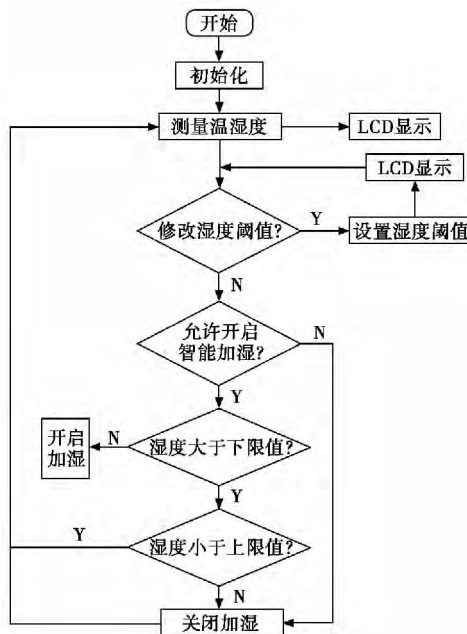 开始
初始化
测量温湿度
LCD显示
LCD显示
修改湿度阈值?
Y
设置湿度阈值
N
允许开启
智能加湿?
N
Y
开启
加湿
N
湿度大于下限值?
Y
Y
湿度小于上限值?
N
关闭加湿